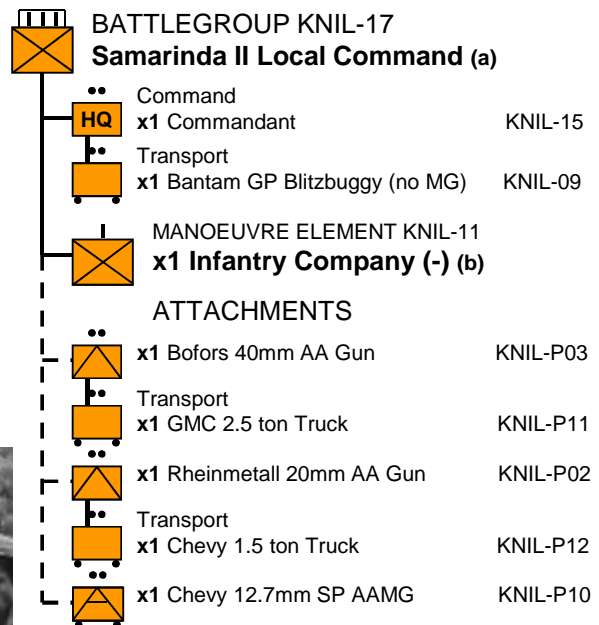 BATTLEGROUP KNIL-17
Samarinda II Local Command (a)
Command
HQ x1 Commandant KNIL-15
Transport
x1 Bantam GP Blitzbuggy (no MG) KNIL-09
MANOEUVRE ELEMENT KNIL-11
x1 Infantry Company (-) (b)
ATTACHMENTS
x1 Bofors 40mm AA Gun KNIL-P03
Transport
x1 GMC 2.5 ton Truck KNIL-P11
x1 Rheinmetall 20mm AA Gun KNIL-P02
Transport
x1 Chevy 1.5 ton Truck KNIL-P12
x1 Chevy 12.7mm SP AAMG KNIL-P10